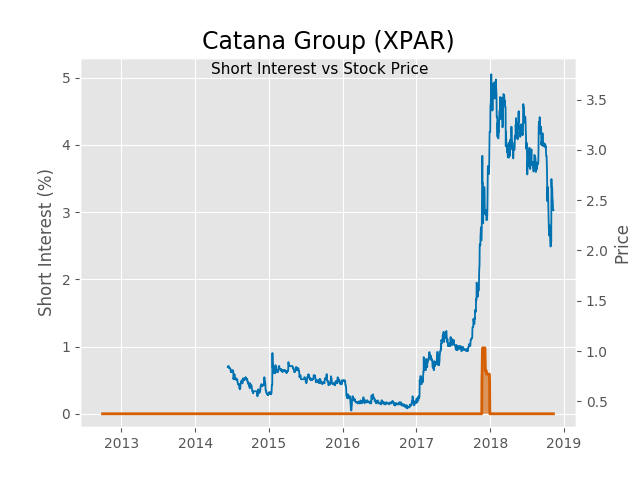 Catana Group (XPAR)
Short Interest vs Stock Price
Short Interest (%)
5
4
3
2
1
0
3.5
3.0
2.5
2.0
1.5
1.0
0.5
Price
2013 2014 2015 2016 2017 2018 2019